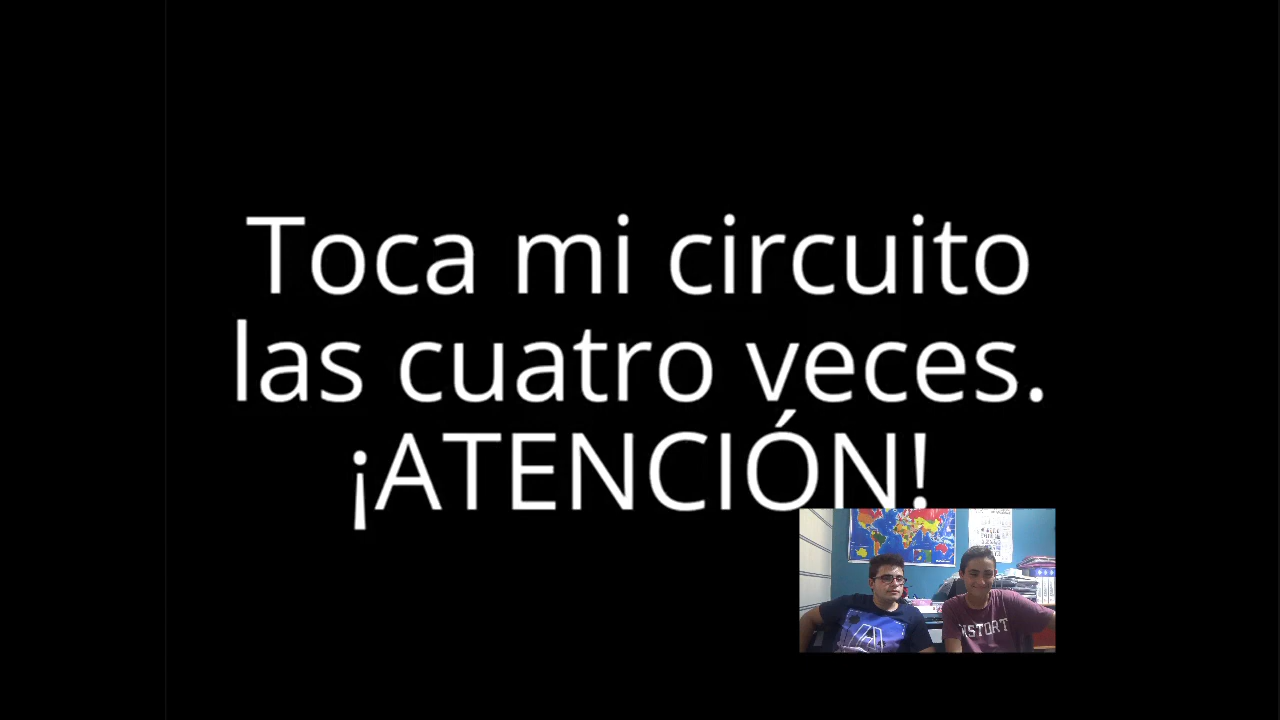 Toca mi circuito
las cuatro veces.
¡ATENCIÓN!